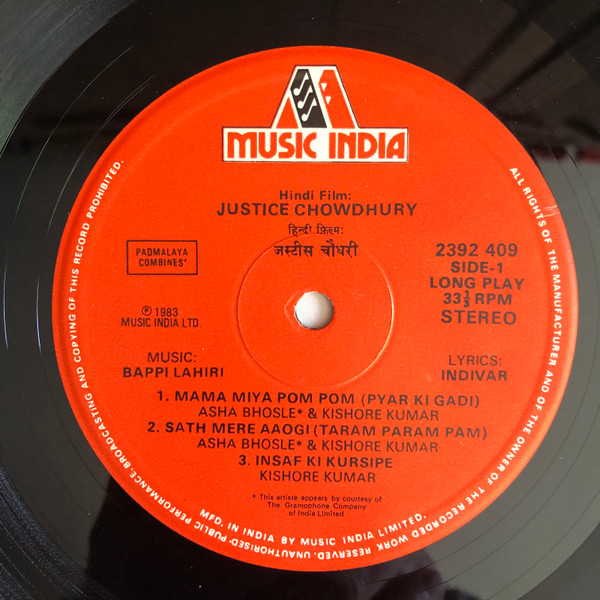 MUSIC INDIA
Hindi Film:
JUSTICE CHOWDHURY
हिन्दी फ़िल्म:
जस्टीस चौधरी
PADMALAYA
COMBINES*
2392 409
SIDE-1
LONG PLAY
33⅓ RPM
STEREO
Ⓟ 1983
MUSIC INDIA LTD.
MUSIC:
BAPPI LAHIRI
LYRICS:
INDIVAR
1. MAMA MIYA POM POM (PYAR KI GADI)
ASHA BHOSLE* & KISHORE KUMAR
2. SATH MERE AAOGI (TARAM PARAM PAM)
ASHA BHOSLE* & KISHORE KUMAR
3. INSAF KI KURSIPE
KISHORE KUMAR
* This artiste appears by courtesy of
The Gramophone Company
of India Limited
MFD. IN INDIA BY MUSIC INDIA LIMITED.
ALL RIGHTS OF THE MANUFACTURER AND OF THE OWNER OF THE RECORDED WORK RESERVED. UNAUTHORISED PUBLIC PERFORMANCE, BROADCASTING AND COPYING OF THIS RECORD PROHIBITED.